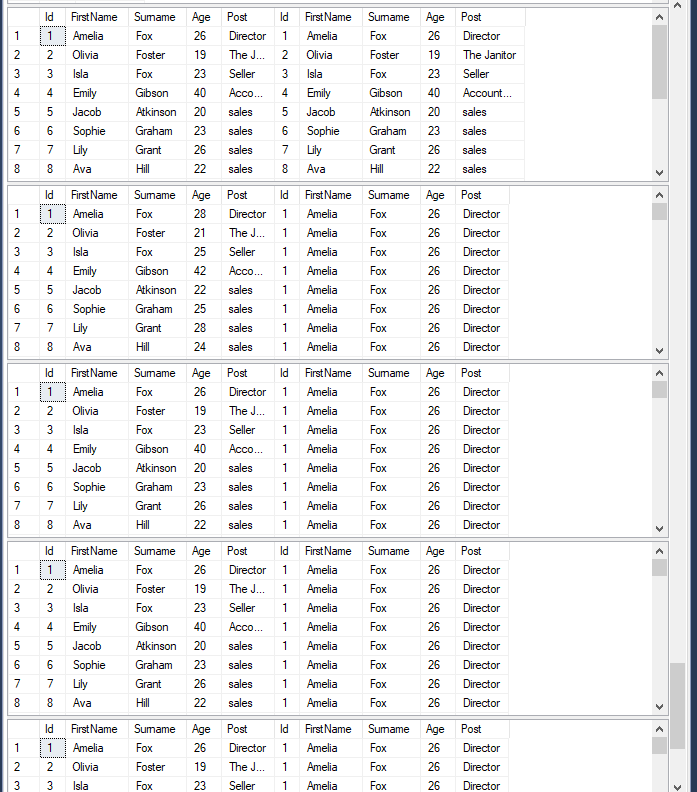 Id FirstName Surname Age Post Id FirstName Surname Age Post
1 1 Amelia Fox 26 Director 1 Amelia Fox 26 Director
2 2 Olivia Foster 19 The J... 2 Olivia Foster 19 The Janitor
3 3 Isla Fox 23 Seller 3 Isla Fox 23 Seller
4 4 Emily Gibson 40 Acco... 4 Emily Gibson 40 Account...
5 5 Jacob Atkinson 20 sales 5 Jacob Atkinson 20 sales
6 6 Sophie Graham 23 sales 6 Sophie Graham 23 sales
7 7 Lily Grant 26 sales 7 Lily Grant 26 sales
8 8 Ava Hill 22 sales 8 Ava Hill 22 sales
Id FirstName Surname Age Post Id FirstName Surname Age Post
1 1 Amelia Fox 28 Director 1 Amelia Fox 26 Director
2 2 Olivia Foster 21 The J... 1 Amelia Fox 26 Director
3 3 Isla Fox 25 Seller 1 Amelia Fox 26 Director
4 4 Emily Gibson 42 Acco... 1 Amelia Fox 26 Director
5 5 Jacob Atkinson 22 sales 1 Amelia Fox 26 Director
6 6 Sophie Graham 25 sales 1 Amelia Fox 26 Director
7 7 Lily Grant 28 sales 1 Amelia Fox 26 Director
8 8 Ava Hill 24 sales 1 Amelia Fox 26 Director
Id FirstName Surname Age Post Id FirstName Surname Age Post
1 1 Amelia Fox 26 Director 1 Amelia Fox 26 Director
2 2 Olivia Foster 19 The J... 1 Amelia Fox 26 Director
3 3 Isla Fox 23 Seller 1 Amelia Fox 26 Director
4 4 Emily Gibson 40 Acco... 1 Amelia Fox 26 Director
5 5 Jacob Atkinson 20 sales 1 Amelia Fox 26 Director
6 6 Sophie Graham 23 sales 1 Amelia Fox 26 Director
7 7 Lily Grant 26 sales 1 Amelia Fox 26 Director
8 8 Ava Hill 22 sales 1 Amelia Fox 26 Director
Id FirstName Surname Age Post Id FirstName Surname Age Post
1 1 Amelia Fox 26 Director 1 Amelia Fox 26 Director
2 2 Olivia Foster 19 The J... 1 Amelia Fox 26 Director
3 3 Isla Fox 23 Seller 1 Amelia Fox 26 Director
4 4 Emily Gibson 40 Acco... 1 Amelia Fox 26 Director
5 5 Jacob Atkinson 20 sales 1 Amelia Fox 26 Director
6 6 Sophie Graham 23 sales 1 Amelia Fox 26 Director
7 7 Lily Grant 26 sales 1 Amelia Fox 26 Director
8 8 Ava Hill 22 sales 1 Amelia Fox 26 Director
Id FirstName Surname Age Post Id FirstName Surname Age Post
1 1 Amelia Fox 26 Director 1 Amelia Fox 26 Director
2 2 Olivia Foster 19 The J... 1 Amelia Fox 26 Director
3 3 Isla Fox 23 Seller 1 Amelia Fox 26 Director